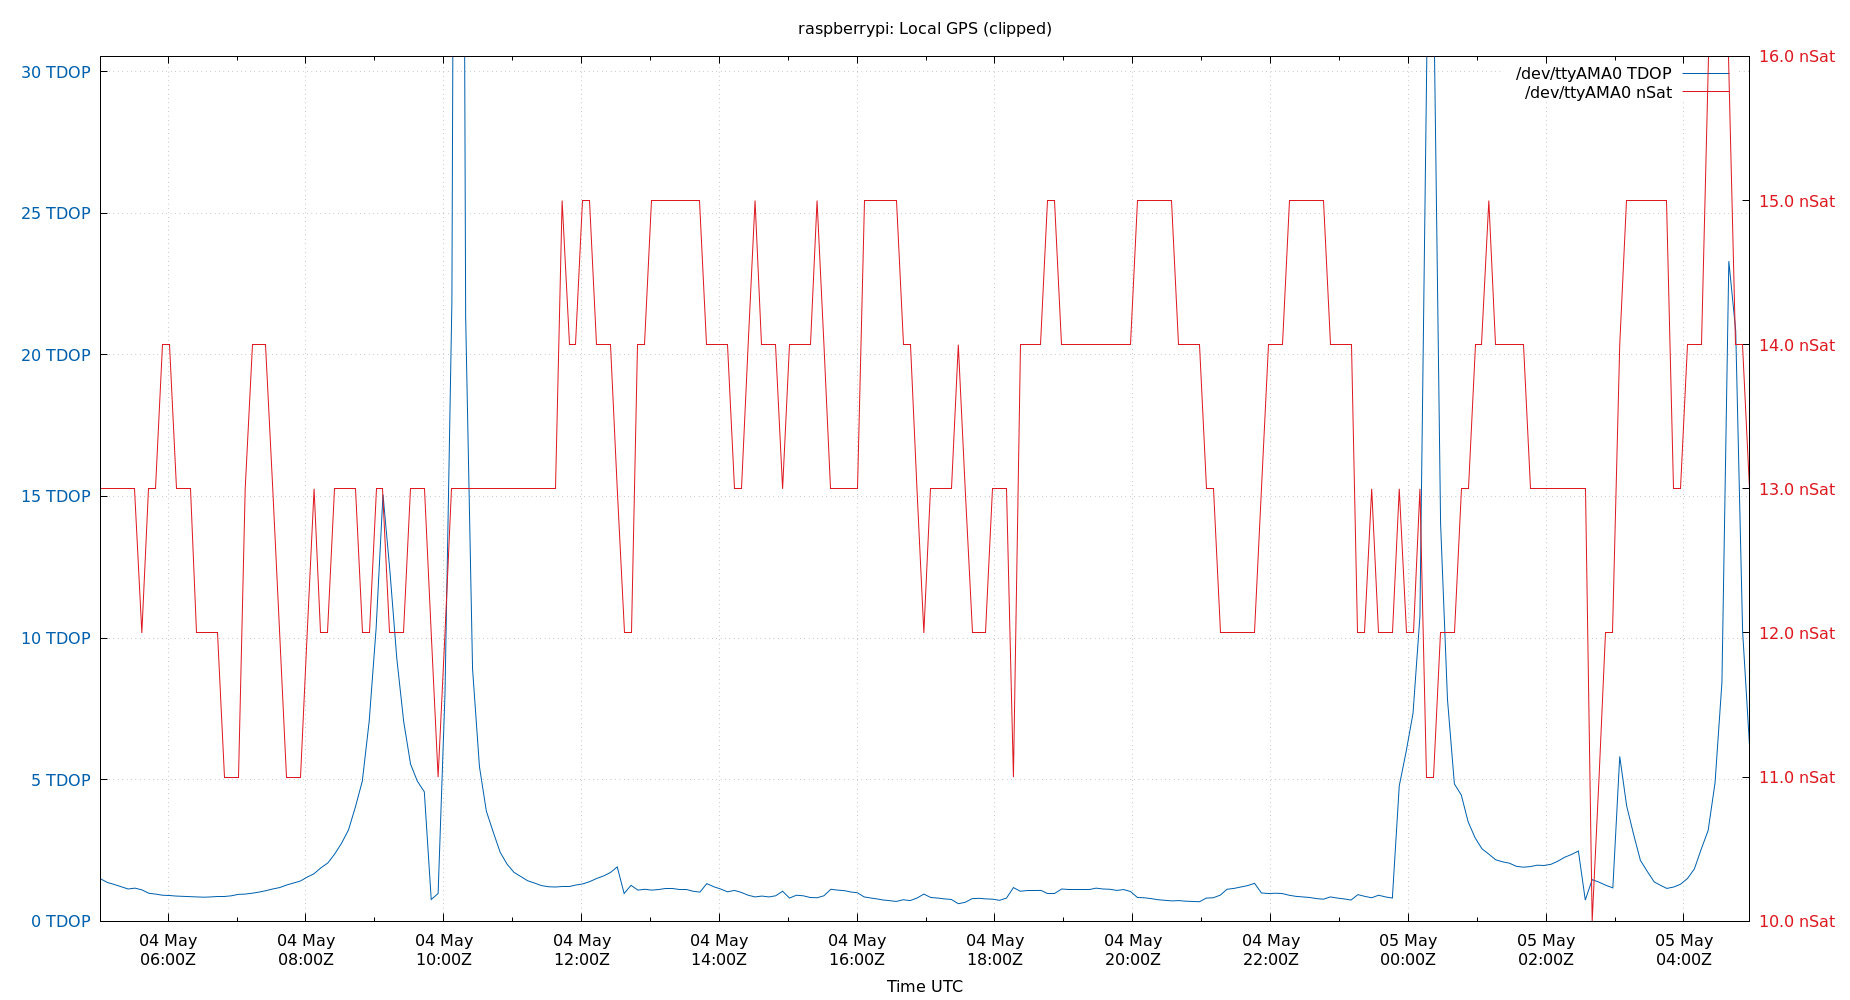 raspberrypi: Local GPS (clipped)
30 TDOP
25 TDOP
20 TDOP
15 TDOP
10 TDOP
5 TDOP
0 TDOP
16.0 nSat
15.0 nSat
14.0 nSat
13.0 nSat
12.0 nSat
11.0 nSat
10.0 nSat
/dev/ttyAMA0 TDOP
/dev/ttyAMA0 nSat
04 May
06:00Z
04 May
08:00Z
04 May
10:00Z
04 May
12:00Z
04 May
14:00Z
04 May
16:00Z
04 May
18:00Z
04 May
20:00Z
04 May
22:00Z
05 May
00:00Z
05 May
02:00Z
05 May
04:00Z
Time UTC